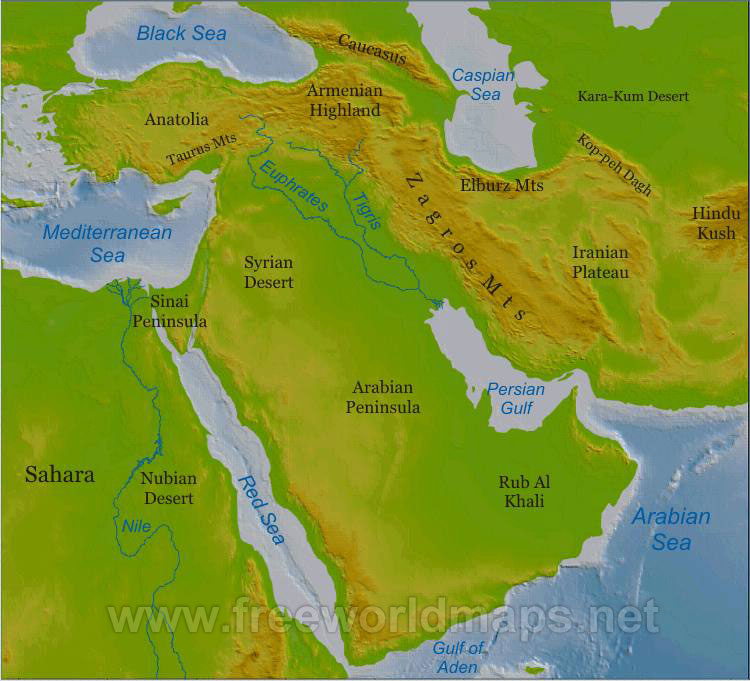 Black Sea
Caucasus
Caspian
Sea
Kara-Kum Desert
Armenian
Highland
Anatolia
Taurus Mts
Kop-peh Dagh
Elburz Mts
Euphrates
Tigris
Zagros Mts
Hindu
Kush
Mediterranean
Sea
Iranian
Plateau
Syrian
Desert
Sinai
Peninsula
Arabian
Peninsula
Persian
Gulf
Sahara
Nubian
Desert
Rub Al
Khali
Red Sea
Nile
Arabian
Sea
www.freeworldmaps.net
Gulf of
Aden